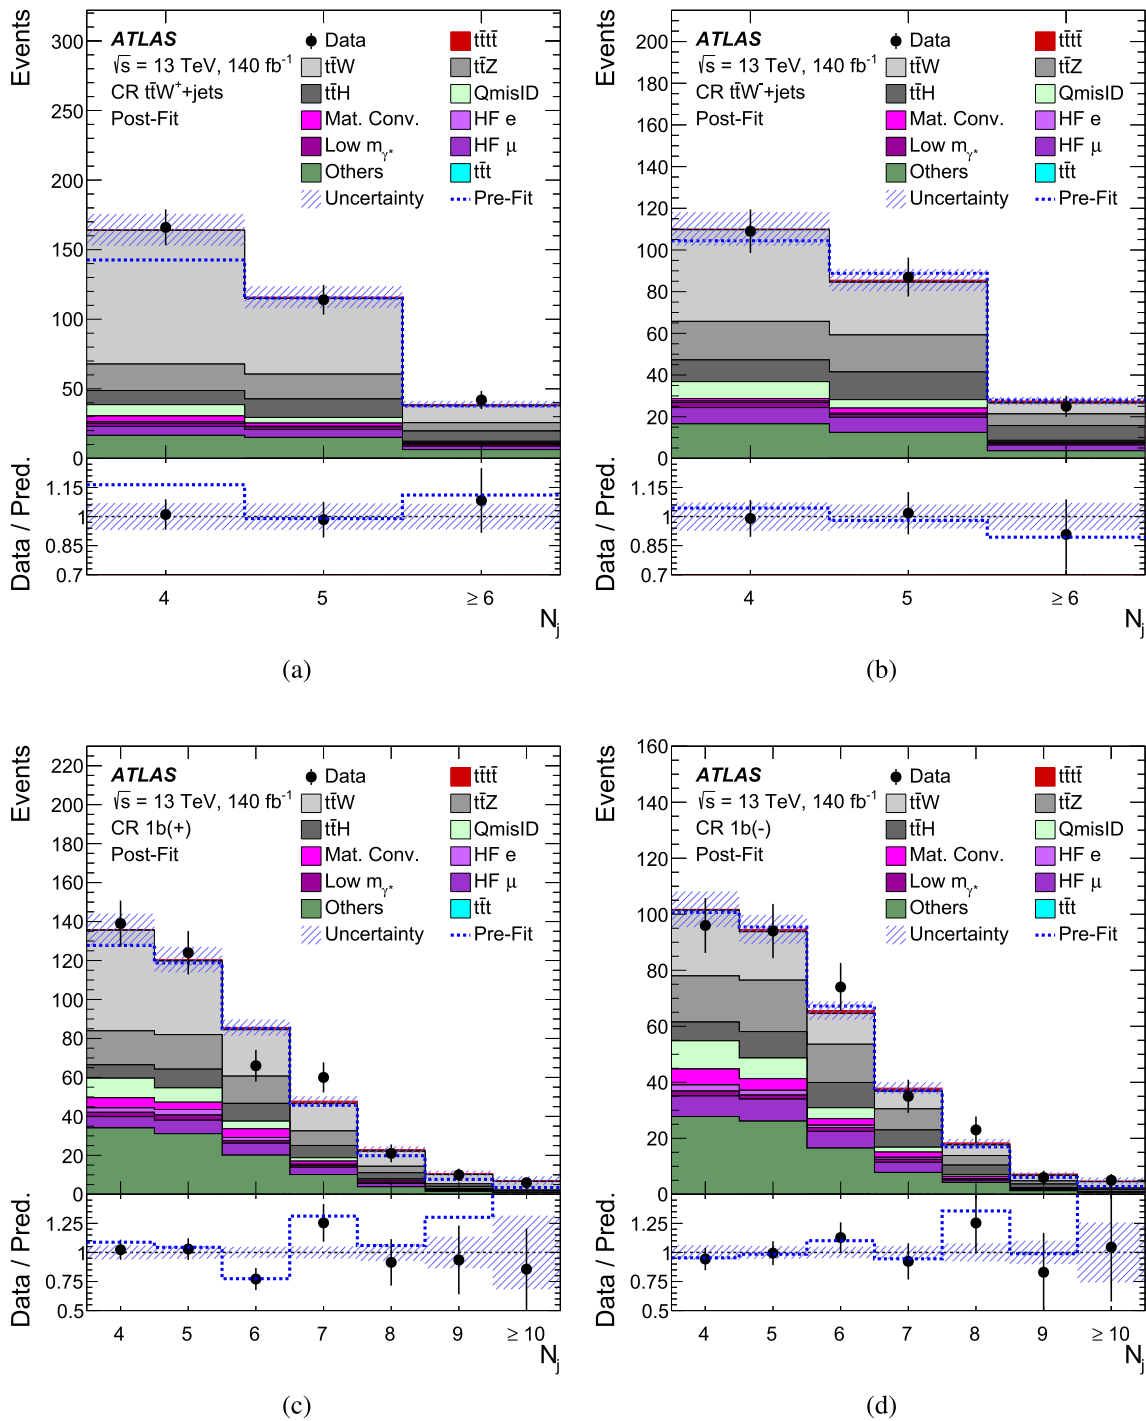 Events
300
250
200
150
100
50
0
ATLAS
√s = 13 TeV, 140 fb⁻¹
CR tt̄W⁺+jets
Post-Fit
Data
tt̄tt̄
tt̄W
tt̄Z
tt̄H
QmisID
Mat. Conv.
HF e
Low m_γ*
HF μ
Others
tt̄t
Uncertainty
Pre-Fit
Data / Pred.
1.15
1
0.85
0.7
4 5 ≥ 6
N_j
(a)
Events
200
180
160
140
120
100
80
60
40
20
0
ATLAS
√s = 13 TeV, 140 fb⁻¹
CR tt̄W⁻+jets
Post-Fit
Data
tt̄tt̄
tt̄W
tt̄Z
tt̄H
QmisID
Mat. Conv.
HF e
Low m_γ*
HF μ
Others
tt̄t
Uncertainty
Pre-Fit
Data / Pred.
1.15
1
0.85
0.7
4 5 ≥ 6
N_j
(b)
Events
220
200
180
160
140
120
100
80
60
40
20
0
ATLAS
√s = 13 TeV, 140 fb⁻¹
CR 1b(+)
Post-Fit
Data
tt̄tt̄
tt̄W
tt̄Z
tt̄H
QmisID
Mat. Conv.
HF e
Low m_γ*
HF μ
Others
tt̄t
Uncertainty
Pre-Fit
Data / Pred.
1.25
1
0.75
0.5
4 5 6 7 8 9 ≥ 10
N_j
(c)
Events
160
140
120
100
80
60
40
20
0
ATLAS
√s = 13 TeV, 140 fb⁻¹
CR 1b(-)
Post-Fit
Data
tt̄tt̄
tt̄W
tt̄Z
tt̄H
QmisID
Mat. Conv.
HF e
Low m_γ*
HF μ
Others
tt̄t
Uncertainty
Pre-Fit
Data / Pred.
1.25
1
0.75
0.5
4 5 6 7 8 9 ≥ 10
N_j
(d)